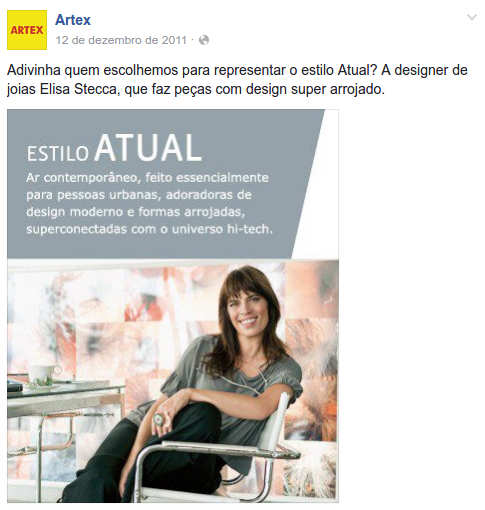 ARTEX
Artex
12 de dezembro de 2011 ·
Adivinha quem escolhemos para representar o estilo Atual? A designer de
joias Elisa Stecca, que faz peças com design super arrojado.
ESTILO ATUAL
Ar contemporâneo, feito essencialmente
para pessoas urbanas, adoradoras de
design moderno e formas arrojadas,
superconectadas com o universo hi-tech.